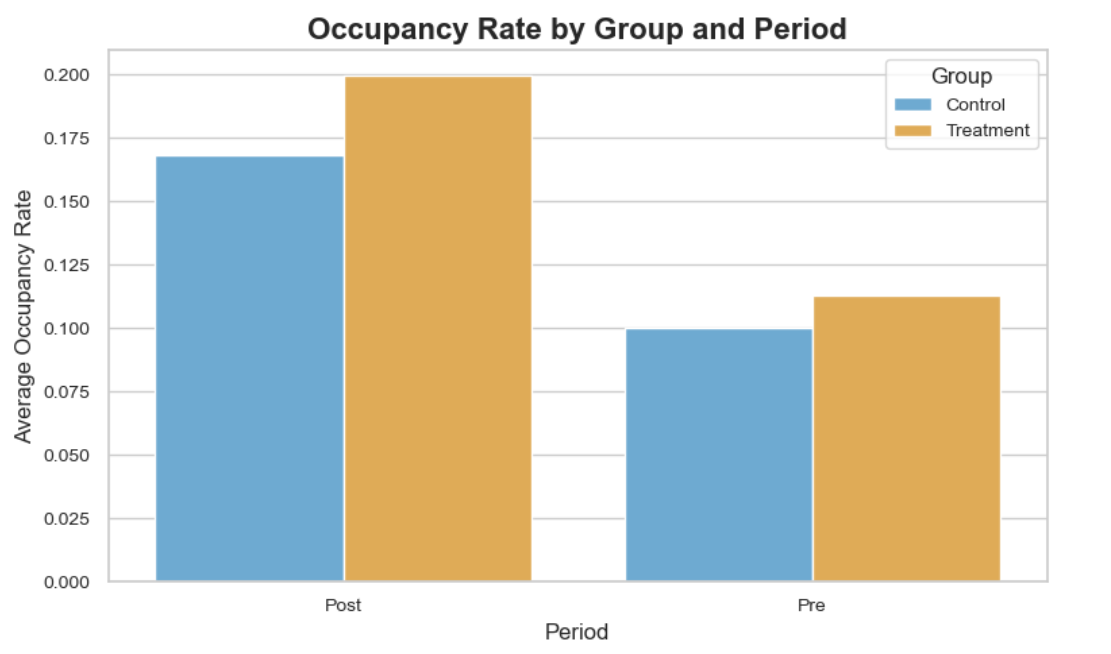 Occupancy Rate by Group and Period
Group
Control
Treatment
Average Occupancy Rate
0.200
0.175
0.150
0.125
0.100
0.075
0.050
0.025
0.000
Post
Pre
Period